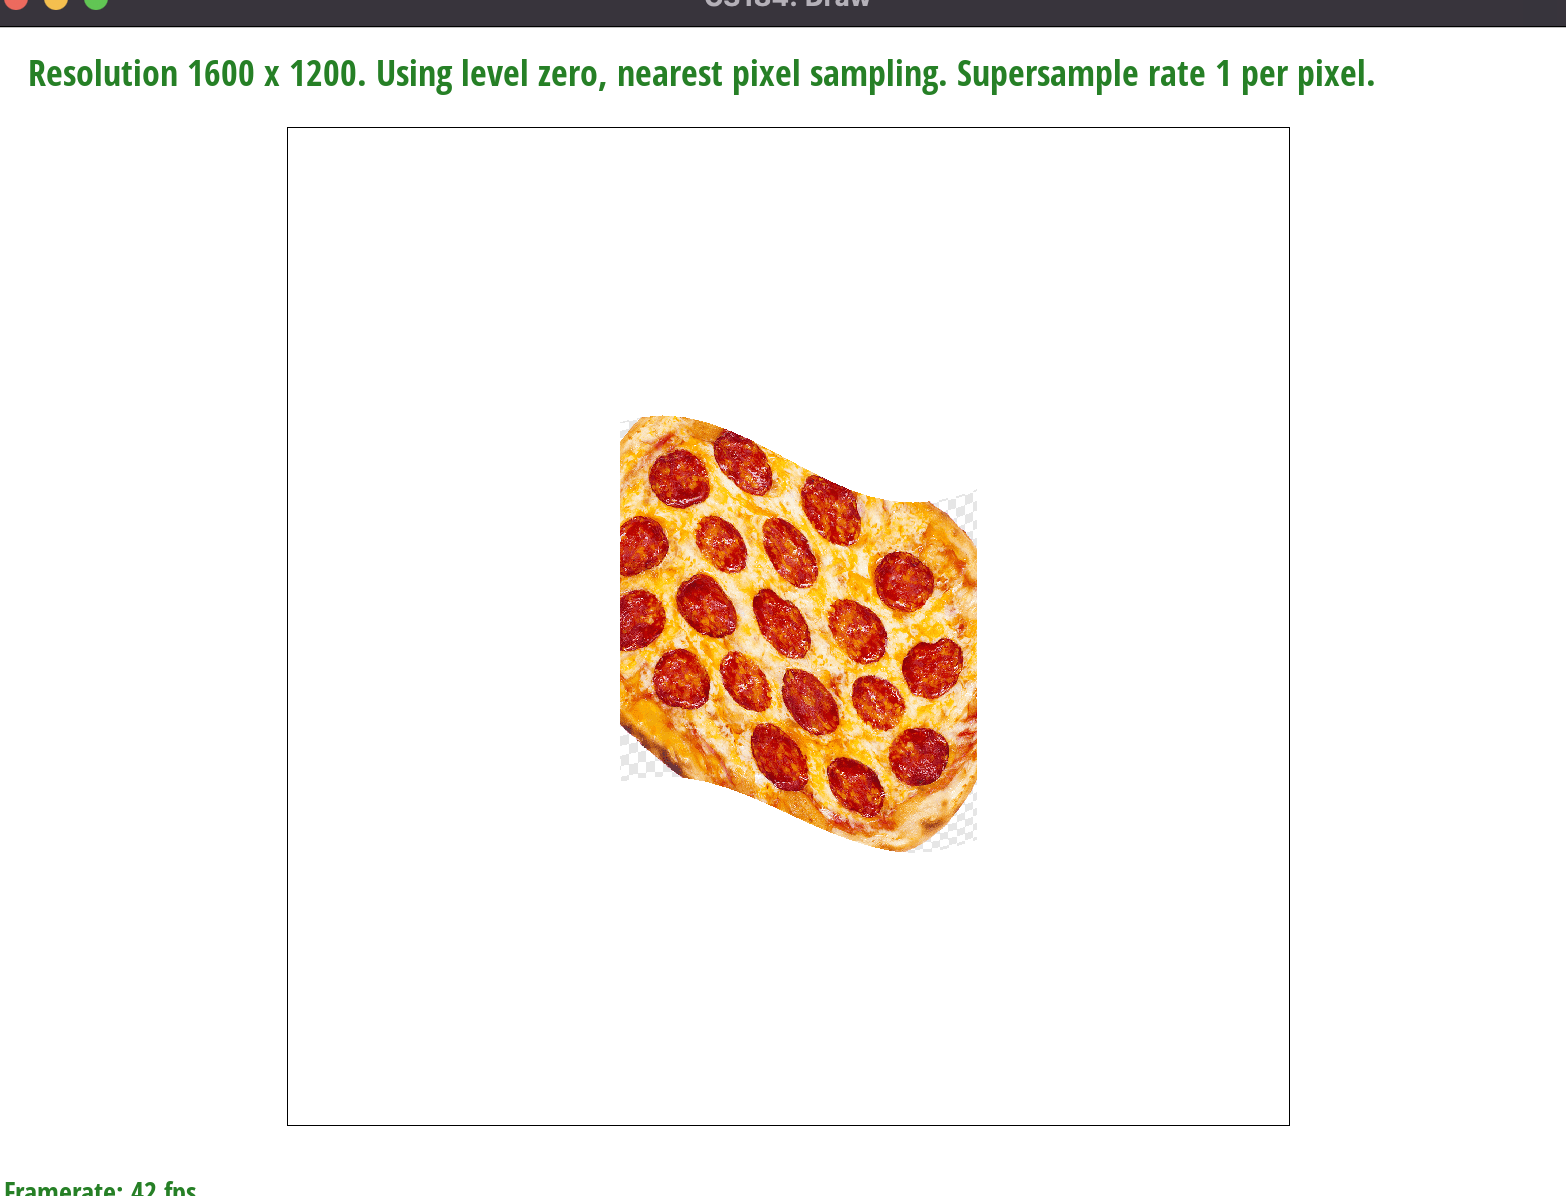 CS184: Draw
Resolution 1600 x 1200. Using level zero, nearest pixel sampling. Supersample rate 1 per pixel.
Framerate: 42 fps